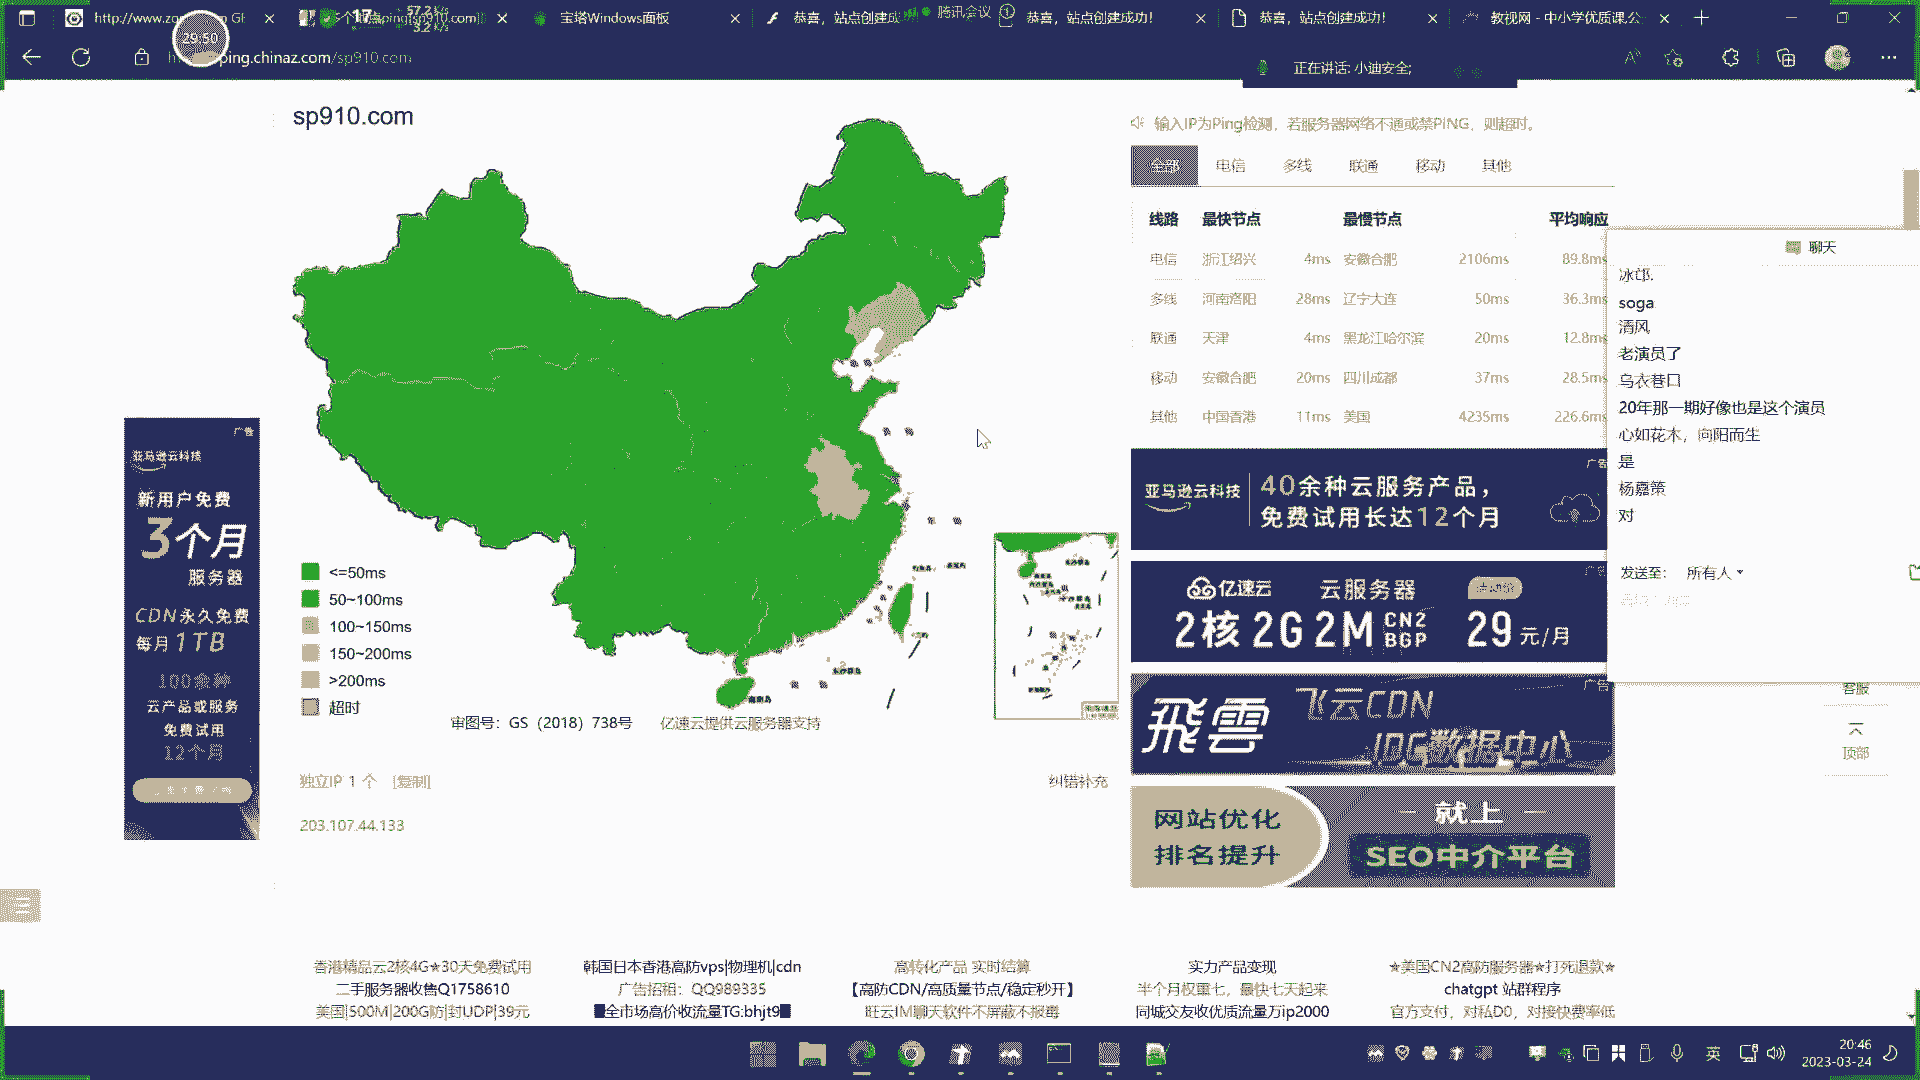 http://www.zo
个
ping[sp910.com]
宝塔Windows面板
恭喜，站点创建成
腾讯会议
恭喜，站点创建成功！
恭喜，站点创建成功！
教视网 - 中小学优质课,公
57.2 K/s
3.2 K/s
29:50
ping.chinaz.com/sp910.com
正在讲话: 小迪安全;
sp910.com
输入IP为Ping检测，若服务器网络不通或禁PING，则超时。
全部 电信 多线 联通 移动 其他
线路 最快节点 最慢节点 平均响应
电信 浙江绍兴 4ms 安徽合肥 2106ms 89.8ms
多线 河南洛阳 28ms 辽宁大连 50ms 36.3ms
联通 天津 4ms 黑龙江哈尔滨 20ms 12.8ms
移动 安徽合肥 20ms 四川成都 37ms 28.5ms
其他 中国香港 11ms 美国 4235ms 226.6ms
聊天
soga
清风
老演员了
乌衣巷口
20年那一期好像也是这个演员
心如花木，向阳而生
是
杨嘉策
对
发送至: 所有人
广告
亚马逊云科技
新用户免费
3个月
服务器
CDN永久免费
每月1TB
100余种
云产品或服务
免费试用
12个月
<=50ms
50~100ms
100~150ms
150~200ms
>200ms
超时
审图号：GS（2018）738号
亿速云提供云服务器支持
独立IP 1 个 [复制]
纠错补充
203.107.44.133
广告
亚马逊云科技
40余种云服务产品，
免费试用长达12个月
广告
亿速云 云服务器
2核 2G 2M CN2 BGP 29元/月
广告
飛雲 飞云CDN
IDC数据中心
网站优化
排名提升
就上
SEO中介平台
客服
顶部
香港精品云2核4G★30天免费试用
韩国日本香港高防vps|物理机|cdn
高转化产品 实时结算
实力产品变现
★美国CN2高防服务器★打死退款★
二手服务器收售Q1758610
广告招租：QQ989335
【高防CDN/高质量节点/稳定秒开】
半个月权重七，最快七天起来
chatgpt 站群程序
美国|500M|200G防|封UDP|39元
█全市场高价收流量TG:bhjt9█
旺云IM聊天软件不屏蔽不报毒
同城交友收优质流量万ip2000
官方支付，对私D0，对接快费率低
英
20:46
2023-03-24